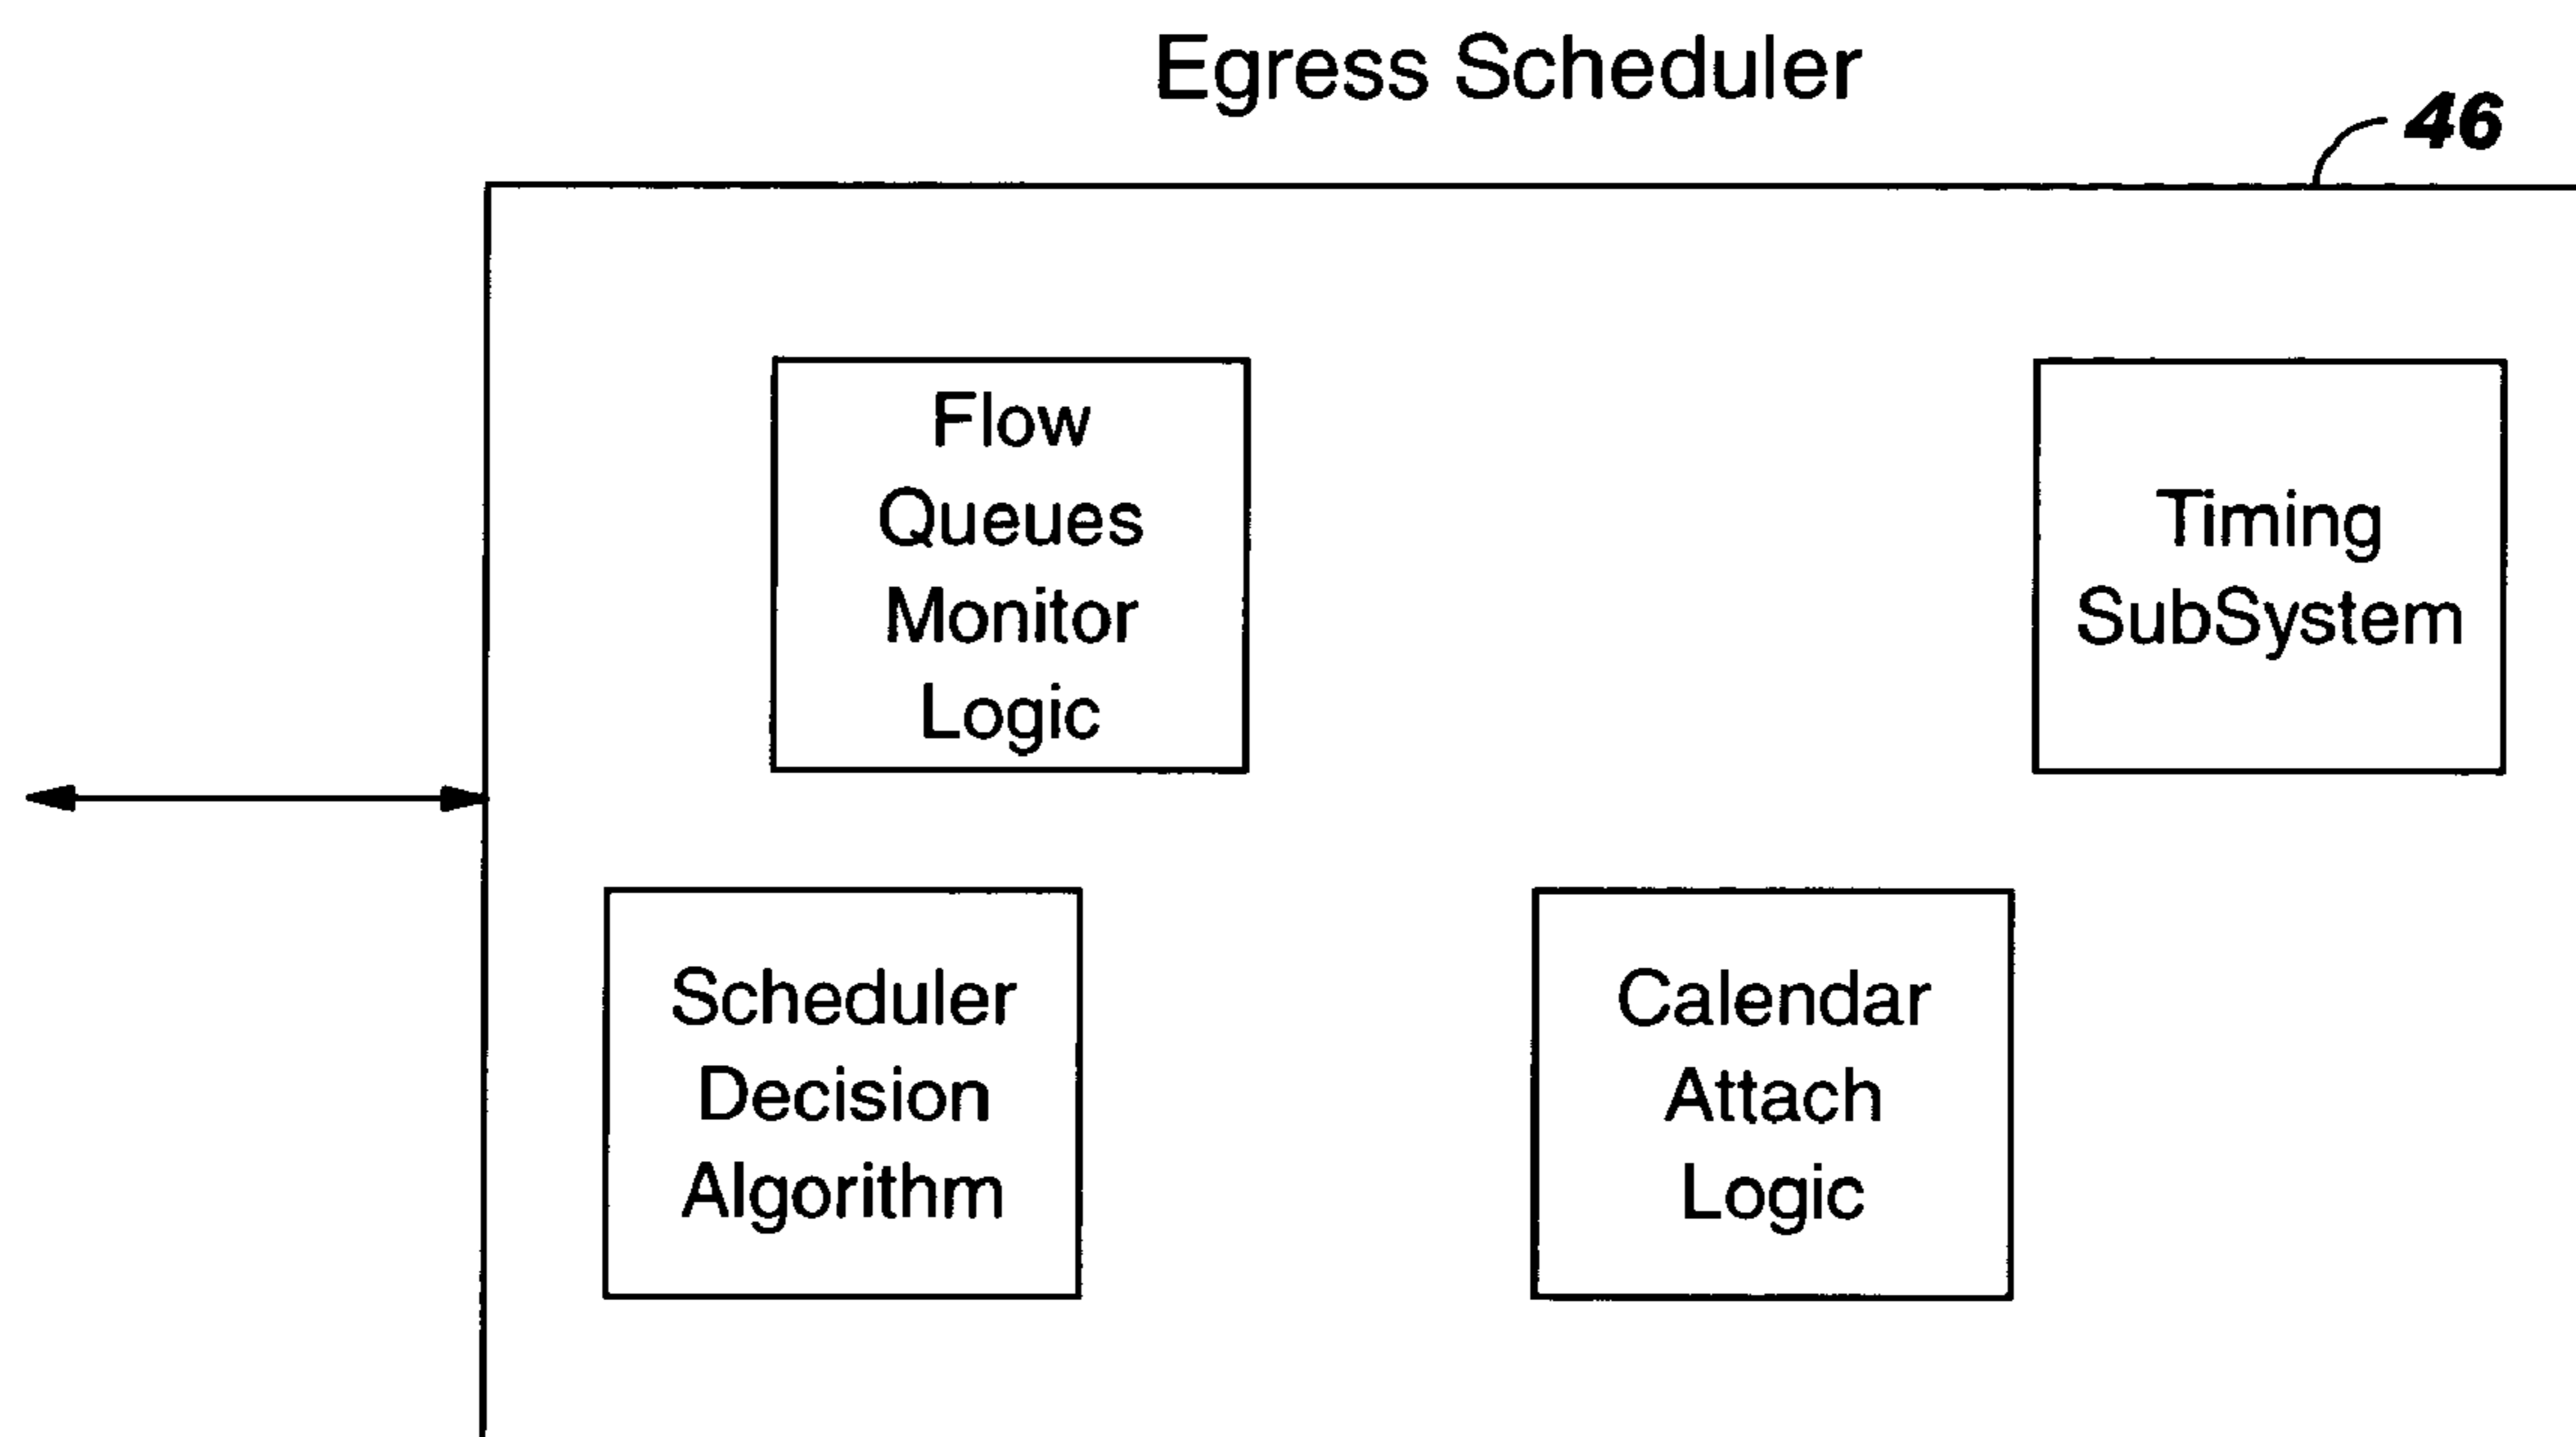 Egress Scheduler
46
Flow
Queues
Monitor
Logic
Timing
SubSystem
Scheduler
Decision
Algorithm
Calendar
Attach
Logic